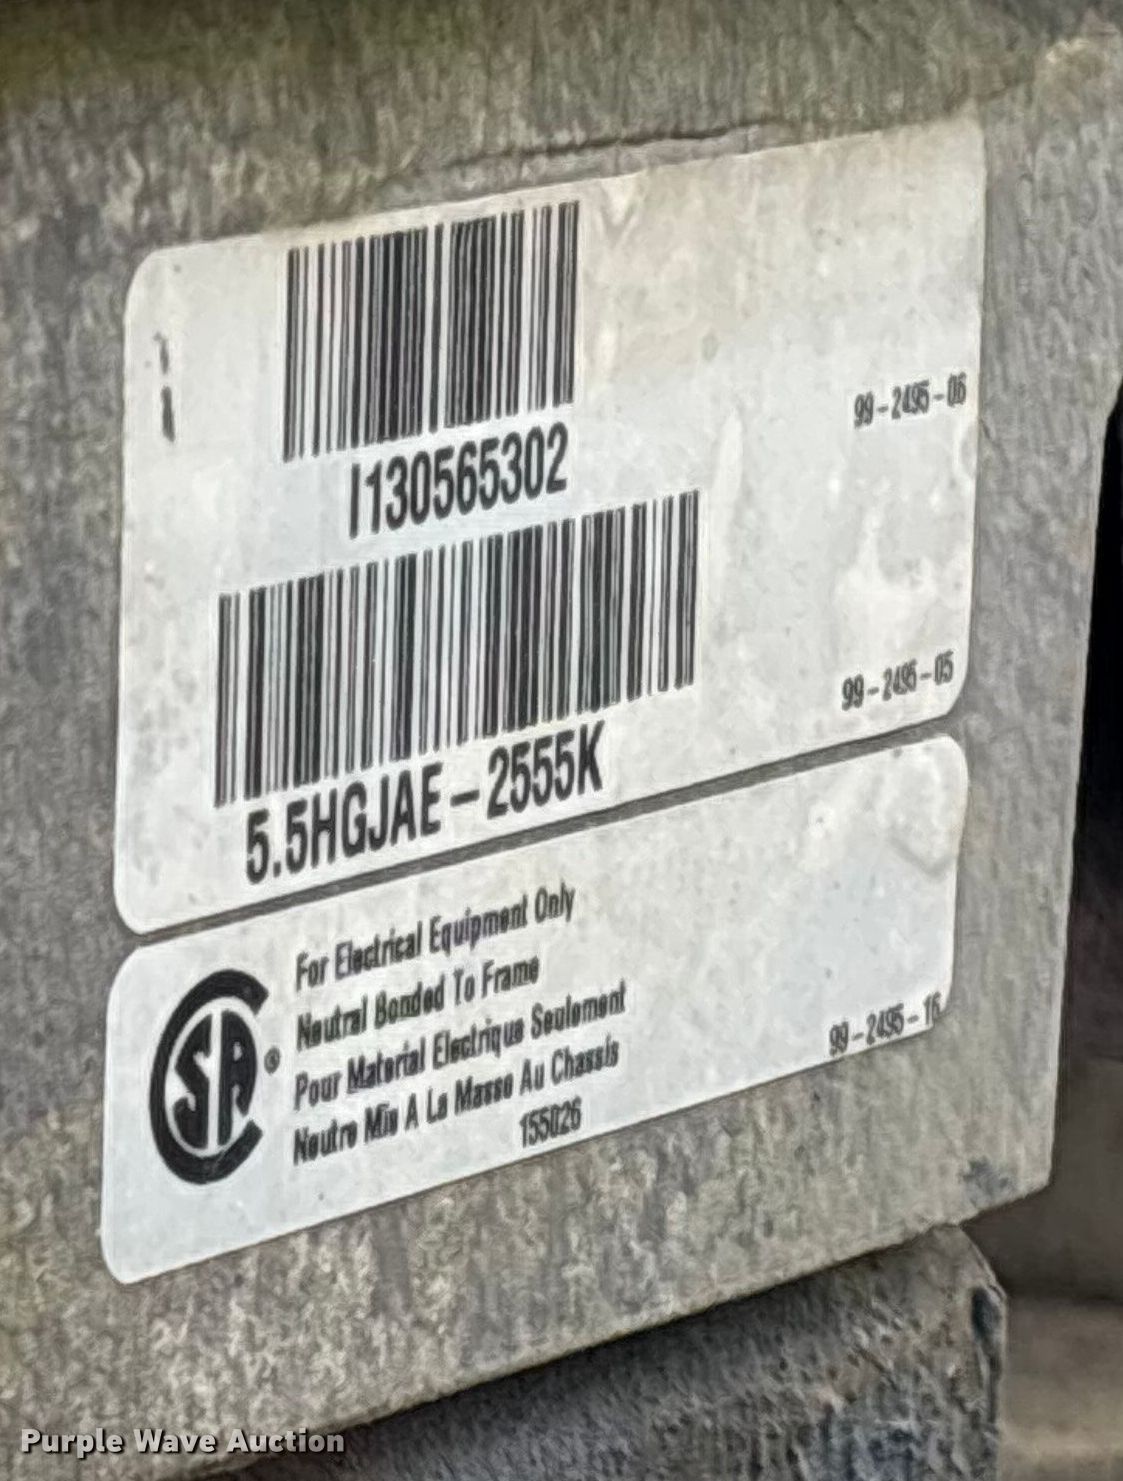 I130565302
99-2495-06
5.5HGJAE-2555K
99-2495-05
CSA®
For Electrical Equipment Only
Neutral Bonded To Frame
Pour Material Electrique Seulement
Neutre Mis A La Masse Au Chassis
155026
99-2495-16
Purple Wave Auction